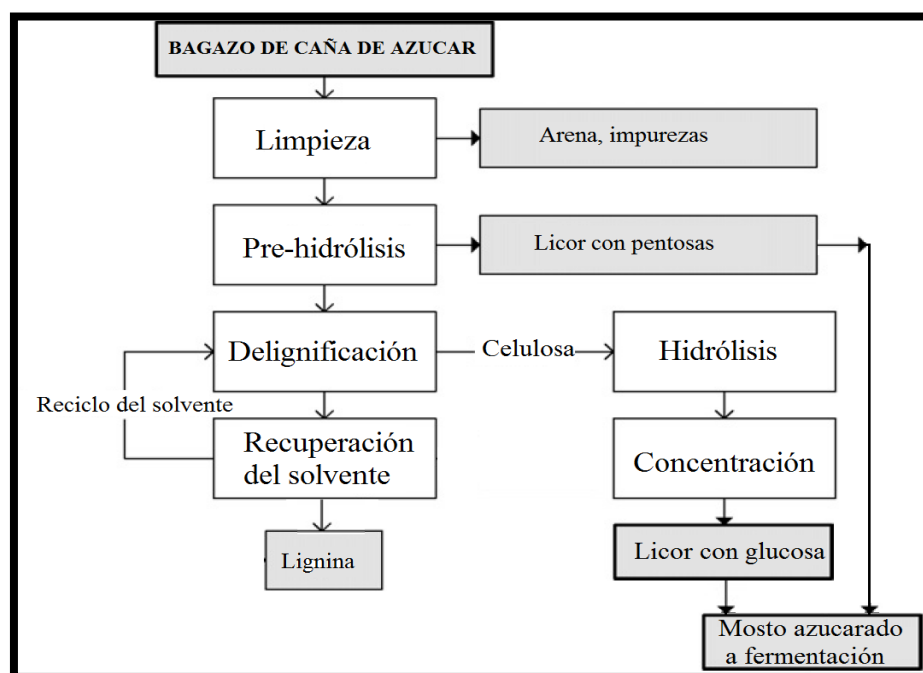 BAGAZO DE CAÑA DE AZUCAR
Limpieza
Arena, impurezas
Pre-hidrólisis
Licor con pentosas
Delignificación
Celulosa
Hidrólisis
Reciclo del solvente
Recuperación
del solvente
Concentración
Lignina
Licor con glucosa
Mosto azucarado
a fermentación